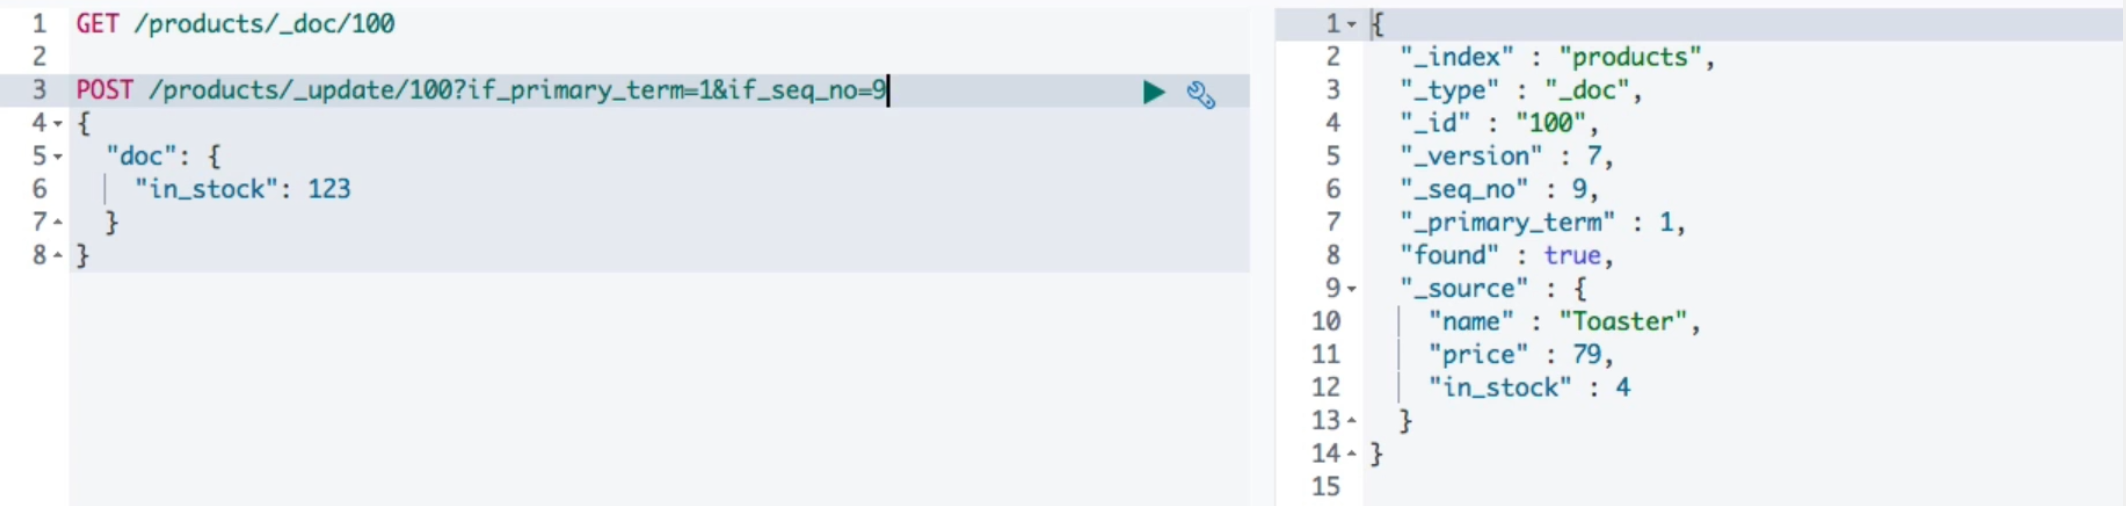 1 GET /products/_doc/100
2
3 POST /products/_update/100?if_primary_term=1&if_seq_no=9
4 {
5 "doc": {
6 "in_stock": 123
7 }
8 }
1 {
2 "_index" : "products",
3 "_type" : "_doc",
4 "_id" : "100",
5 "_version" : 7,
6 "_seq_no" : 9,
7 "_primary_term" : 1,
8 "found" : true,
9 "_source" : {
10 "name" : "Toaster",
11 "price" : 79,
12 "in_stock" : 4
13 }
14 }
15